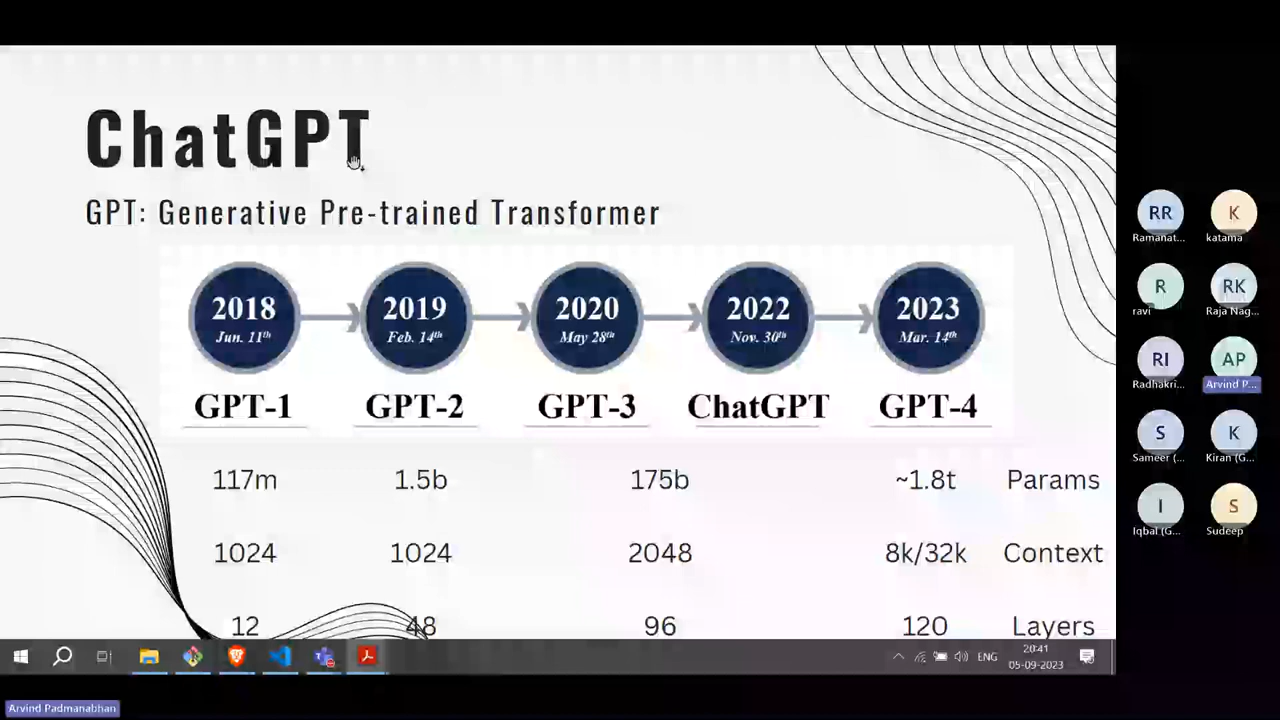 ChatGPT
GPT: Generative Pre-trained Transformer
2018 2019 2020 2022 2023
Jun. 11th Feb. 14th May 28th Nov. 30th Mar. 14th
GPT-1 GPT-2 GPT-3 ChatGPT GPT-4
117m 1.5b 175b ~1.8t Params
1024 1024 2048 8k/32k Context
12 48 96 120 Layers
RR K
Ramanat... katama
R RK
ravi Raja Nag...
RI AP
Radhakri... Arvind P...
S K
Sameer (... Kiran (G...
I S
Iqbal (G... Sudeep
ENG
20:41
05-09-2023
Arvind Padmanabhan